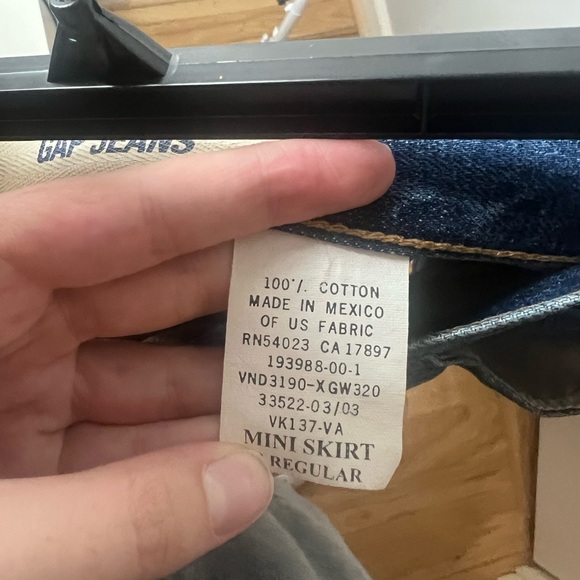 GAP JEANS
100% COTTON
MADE IN MEXICO
OF US FABRIC
RN54023 CA17897
193988-00-1
VND3190-XGW320
33522-03/03
VK137-VA
MINI SKIRT
REGULAR